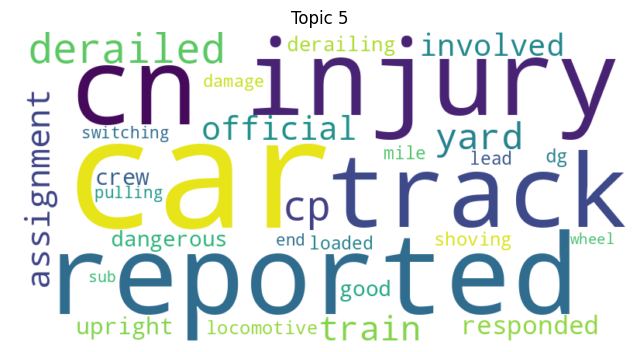 Topic 5
derailed
derailing
involved
cn
injury
damage
assignment
switching
official
yard
car
track
mile
lead
dg
crew
pulling
cp
dangerous
end
loaded
shoving
wheel
reported
sub
good
upright
locomotive
train
responded